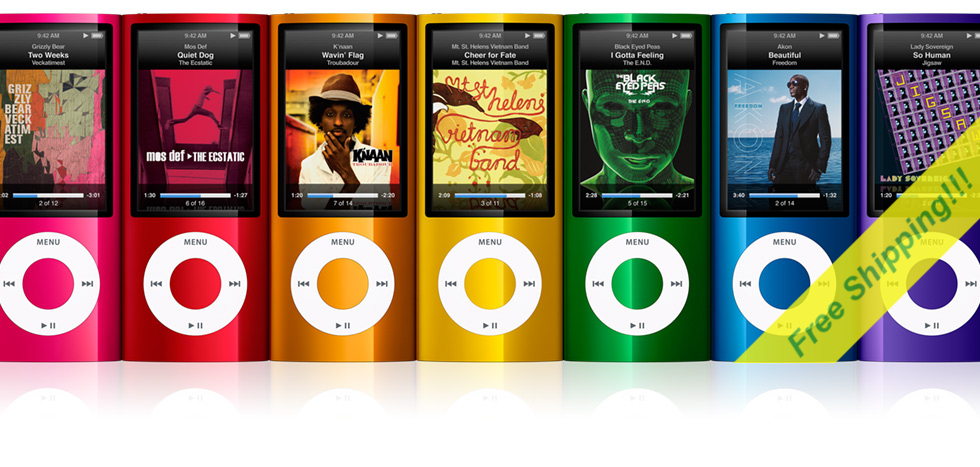 9:42 AM
Grizzly Bear
Two Weeks
Veckatimest
GRIZ
ZLY
BEAR
VECK
ATIM
EST
:02 -3:01
2 of 12
MENU
9:42 AM
Mos Def
Quiet Dog
The Ecstatic
mos def ▸ THE ECSTATIC
1:30 -1:27
6 of 16
MENU
9:42 AM
K'naan
Wavin' Flag
Troubadour
K'NAAN
TROUBADOUR
1:20 -2:20
7 of 14
MENU
9:42 AM
Mt. St. Helens Vietnam Band
Cheer for Fate
Mt. St. Helens Vietnam Band
Mt st
helens
vietnam
band
2:09 -1:08
3 of 11
MENU
9:42 AM
Black Eyed Peas
I Gotta Feeling
The E.N.D.
THE BLACK
EYED PEAS
THE E.N.D
2:28 -2:21
5 of 15
MENU
9:42 AM
Akon
Beautiful
Freedom
AKON
FREEDOM
3:40 -1:32
2 of 14
MENU
9:42 AM
Lady Sovereign
So Human
Jigsaw
JIGSA
LADY SOVEREIGN
1:20
MENU
Free Shipping!!!